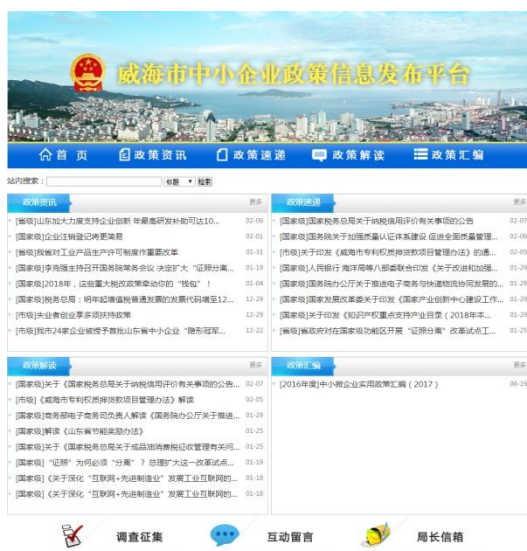 威海市中小企业政策信息发布平台
首 页 政策资讯 政策速递 政策解读 政策汇编
站内搜索： 标题 检索
政策资讯 更多
[省级]山东加大力度支持企业创新 年最高研发补助可达10... 02-06
[国家级]企业注销登记将更简易 02-01
[省级]我省对工业产品生产许可制度作重要改革 01-31
[国家级]李克强主持召开国务院常务会议 决定扩大“证照分离... 01-19
[国家级]2018年，这些重大税改政策牵动你的“钱包”！ 01-04
[国家级]税务总局：明年起增值税普通发票的发票代码增至12... 12-29
[市级]失业者创业享多项扶持政策 12-29
[市级]我市24家企业被授予首批山东省中小企业“隐形冠军... 12-22
政策速递 更多
[国家级]国家税务总局关于纳税信用评价有关事项的公告 02-07
[国家级]国务院关于加强质量认证体系建设 促进全面质量管理... 02-06
[市级]关于印发《威海市专利权质押贷款项目管理办法》的通... 02-05
[国家级]人民银行 海洋局等八部委联合印发《关于改进和加强... 01-29
[国家级]国务院办公厅关于推进电子商务与快递物流协同发展的... 01-29
[国家级]国家发展改革委关于印发《国家产业创新中心建设工作... 01-29
[国家级]关于印发《知识产权重点支持产业目录（2018年本... 01-29
[省级]省政府对在国家级功能区开展“证照分离”改革试点工... 01-25
政策解读 更多
[国家级]关于《国家税务总局关于纳税信用评价有关事项的公告... 02-07
[市级]《威海市专利权质押贷款项目管理办法》解读 02-05
[国家级]商务部电子商务司负责人解读《国务院办公厅关于推进... 01-29
[国家级]解读《山东省节能奖励办法》 01-25
[国家级]关于《国家税务总局关于成品油消费税征收管理有关问... 01-25
[国家级]“证照”为何必须“分离”？总理扩大这一改革试点... 01-19
[国家级]《关于深化“互联网+先进制造业”发展工业互联网的... 01-18
[国家级]《关于深化“互联网+先进制造业”发展工业互联网的... 01-18
政策汇编 更多
[2016年度]中小微企业实用政策汇编（2017） 06-19
调查征集 互动留言 局长信箱